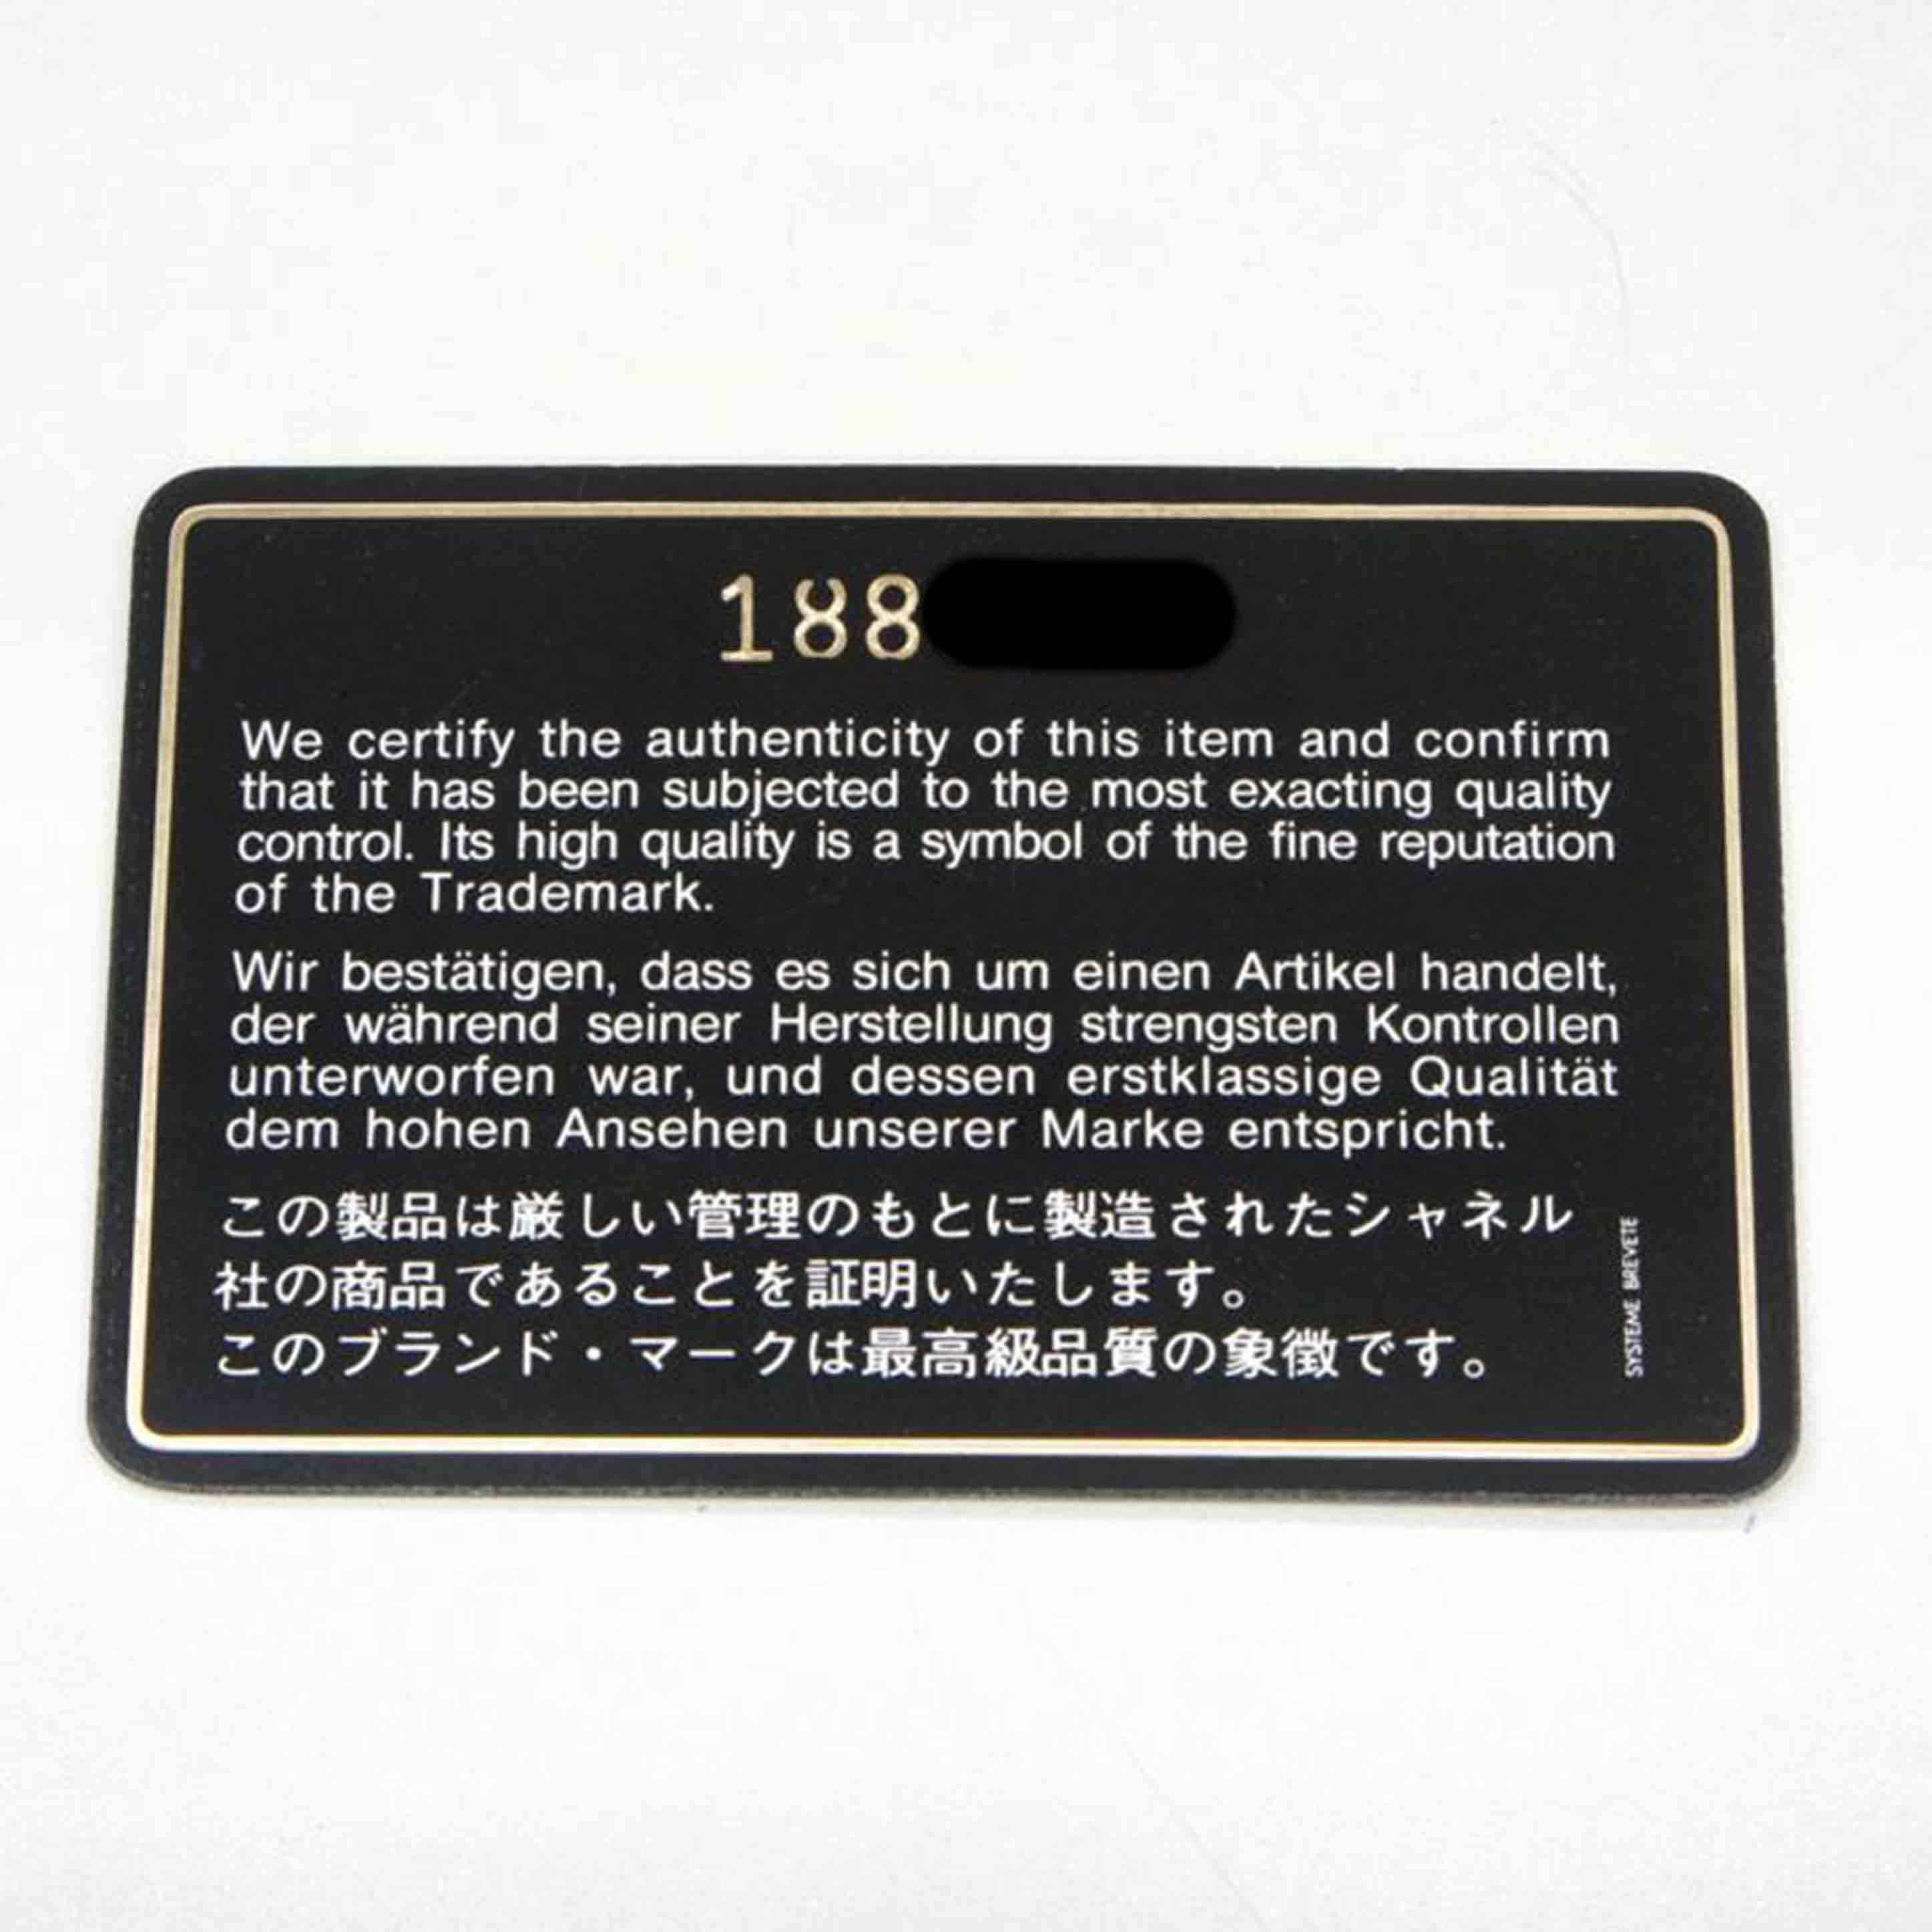 188
We certify the authenticity of this item and confirm
that it has been subjected to the most exacting quality
control. Its high quality is a symbol of the fine reputation
of the Trademark.
Wir bestätigen, dass es sich um einen Artikel handelt,
der während seiner Herstellung strengsten Kontrollen
unterworfen war, und dessen erstklassige Qualität
dem hohen Ansehen unserer Marke entspricht.
この製品は厳しい管理のもとに製造されたシャネル
社の商品であることを証明いたします。
このブランド・マークは最高級品質の象徴です。
SYSTEME BREVETE